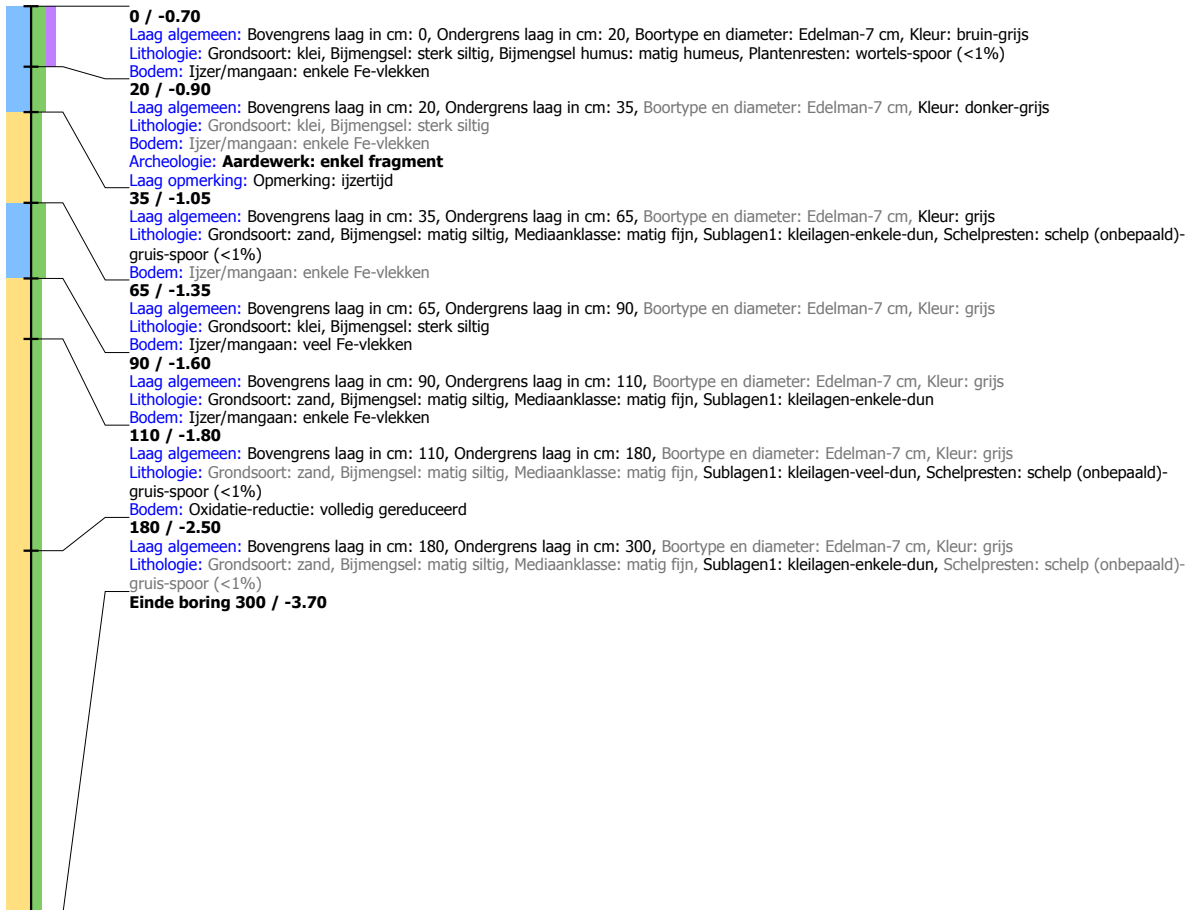 0 / -0.70
Laag algemeen: Bovengrens laag in cm: 0, Ondergrens laag in cm: 20, Boortype en diameter: Edelman-7 cm, Kleur: bruin-grijs
Lithologie: Grondsoort: klei, Bijmengsel: sterk siltig, Bijmengsel humus: matig humeus, Plantenresten: wortels-spoor (<1%)
Bodem: Ijzer/mangaan: enkele Fe-vlekken
20 / -0.90
Laag algemeen: Bovengrens laag in cm: 20, Ondergrens laag in cm: 35, Boortype en diameter: Edelman-7 cm, Kleur: donker-grijs
Lithologie: Grondsoort: klei, Bijmengsel: sterk siltig
Bodem: Ijzer/mangaan: enkele Fe-vlekken
Archeologie: Aardewerk: enkel fragment
Laag opmerking: Opmerking: ijzertijd
35 / -1.05
Laag algemeen: Bovengrens laag in cm: 35, Ondergrens laag in cm: 65, Boortype en diameter: Edelman-7 cm, Kleur: grijs
Lithologie: Grondsoort: zand, Bijmengsel: matig siltig, Mediaanklasse: matig fijn, Sublagen1: kleilagen-enkele-dun, Schelpresten: schelp (onbepaald)-
gruis-spoor (<1%)
Bodem: Ijzer/mangaan: enkele Fe-vlekken
65 / -1.35
Laag algemeen: Bovengrens laag in cm: 65, Ondergrens laag in cm: 90, Boortype en diameter: Edelman-7 cm, Kleur: grijs
Lithologie: Grondsoort: klei, Bijmengsel: sterk siltig
Bodem: Ijzer/mangaan: veel Fe-vlekken
90 / -1.60
Laag algemeen: Bovengrens laag in cm: 90, Ondergrens laag in cm: 110, Boortype en diameter: Edelman-7 cm, Kleur: grijs
Lithologie: Grondsoort: zand, Bijmengsel: matig siltig, Mediaanklasse: matig fijn, Sublagen1: kleilagen-enkele-dun
Bodem: Ijzer/mangaan: enkele Fe-vlekken
110 / -1.80
Laag algemeen: Bovengrens laag in cm: 110, Ondergrens laag in cm: 180, Boortype en diameter: Edelman-7 cm, Kleur: grijs
Lithologie: Grondsoort: zand, Bijmengsel: matig siltig, Mediaanklasse: matig fijn, Sublagen1: kleilagen-veel-dun, Schelpresten: schelp (onbepaald)-
gruis-spoor (<1%)
Bodem: Oxidatie-reductie: volledig gereduceerd
180 / -2.50
Laag algemeen: Bovengrens laag in cm: 180, Ondergrens laag in cm: 300, Boortype en diameter: Edelman-7 cm, Kleur: grijs
Lithologie: Grondsoort: zand, Bijmengsel: matig siltig, Mediaanklasse: matig fijn, Sublagen1: kleilagen-enkele-dun, Schelpresten: schelp (onbepaald)-
gruis-spoor (<1%)
Einde boring 300 / -3.70